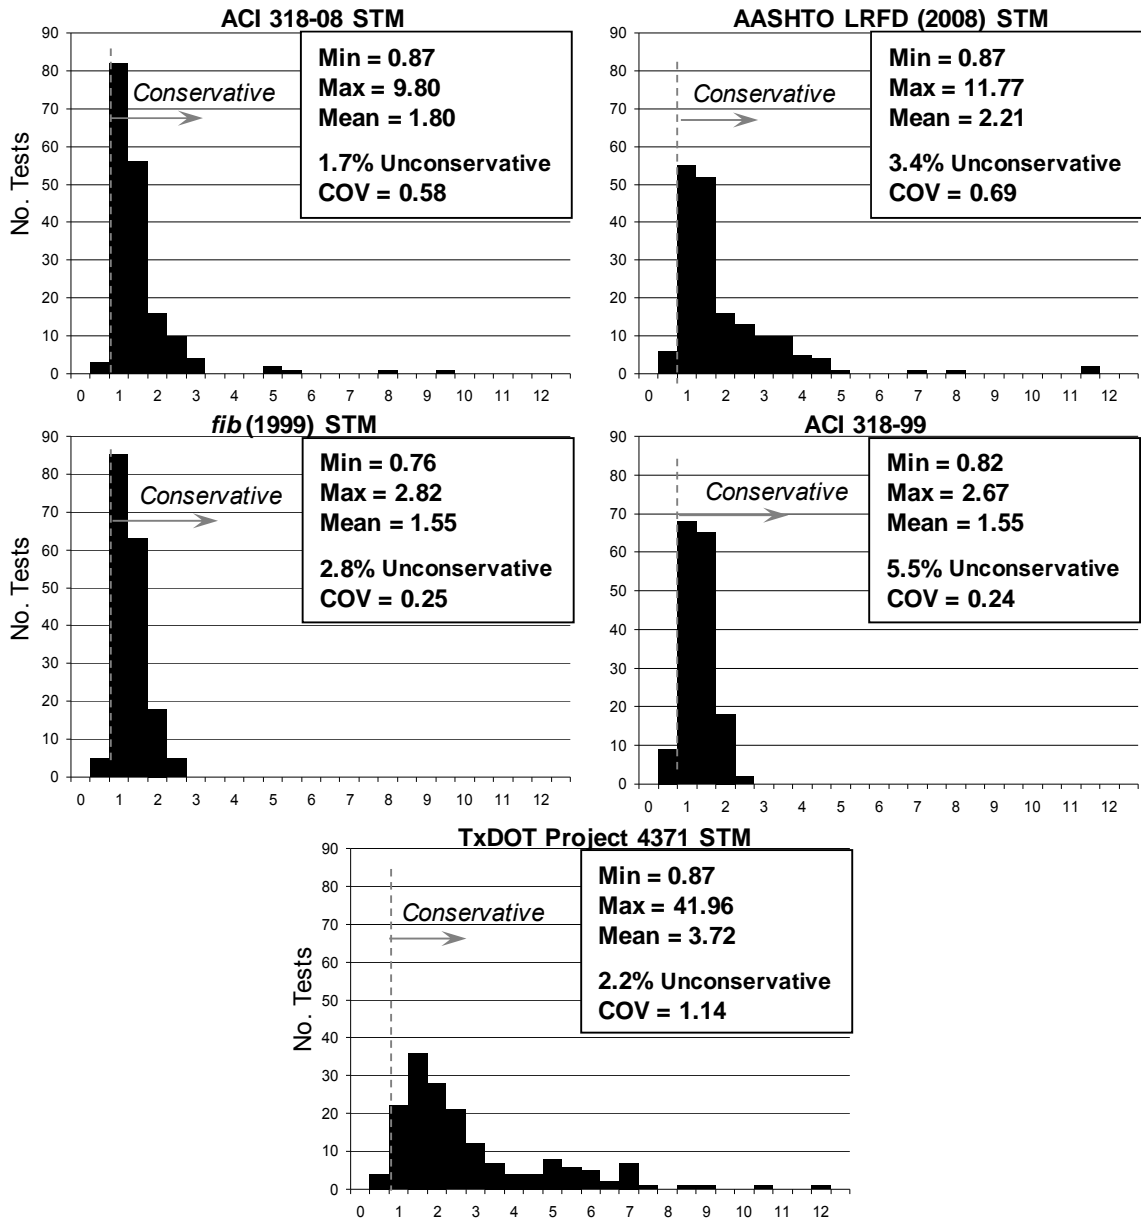 ACI 318-08 STM
No. Tests
90
80
70
60
50
40
30
20
10
0
Conservative
Min = 0.87
Max = 9.80
Mean = 1.80
1.7% Unconservative
COV = 0.58
0 1 2 3 4 5 6 7 8 9 10 11 12
AASHTO LRFD (2008) STM
90
80
70
60
50
40
30
20
10
0
Conservative
Min = 0.87
Max = 11.77
Mean = 2.21
3.4% Unconservative
COV = 0.69
0 1 2 3 4 5 6 7 8 9 10 11 12
fib (1999) STM
No. Tests
90
80
70
60
50
40
30
20
10
0
Conservative
Min = 0.76
Max = 2.82
Mean = 1.55
2.8% Unconservative
COV = 0.25
0 1 2 3 4 5 6 7 8 9 10 11 12
ACI 318-99
90
80
70
60
50
40
30
20
10
0
Conservative
Min = 0.82
Max = 2.67
Mean = 1.55
5.5% Unconservative
COV = 0.24
0 1 2 3 4 5 6 7 8 9 10 11 12
TxDOT Project 4371 STM
No. Tests
90
80
70
60
50
40
30
20
10
0
Conservative
Min = 0.87
Max = 41.96
Mean = 3.72
2.2% Unconservative
COV = 1.14
0 1 2 3 4 5 6 7 8 9 10 11 12